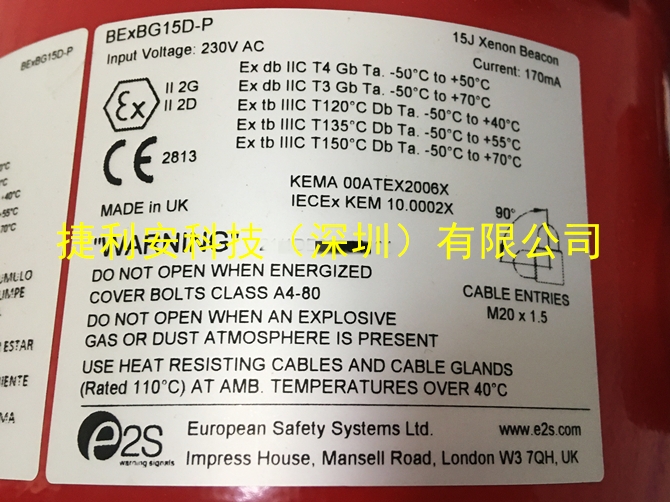 BExBG15D-P
BExBG15D-P
15J Xenon Beacon
Input Voltage: 230V AC
Current: 170mA
Ex
II 2G
II 2D
Ex db IIC T4 Gb Ta. -50°C to +50°C
Ex db IIC T3 Gb Ta. -50°C to +70°C
Ex tb IIIC T120°C Db Ta. -50°C to +40°C
Ex tb IIIC T135°C Db Ta. -50°C to +55°C
Ex tb IIIC T150°C Db Ta. -50°C to +70°C
CE 2813
KEMA 00ATEX2006X
MADE in UK
IECEx KEM 10.0002X
90°
捷利安科技（深圳）有限公司
"WARNING"
DO NOT OPEN WHEN ENERGIZED
COVER BOLTS CLASS A4-80
CABLE ENTRIES
M20 x 1.5
DO NOT OPEN WHEN AN EXPLOSIVE
GAS OR DUST ATMOSPHERE IS PRESENT
USE HEAT RESISTING CABLES AND CABLE GLANDS
(Rated 110°C) AT AMB. TEMPERATURES OVER 40°C
e2S
warning signals
European Safety Systems Ltd.
www.e2s.com
Impress House, Mansell Road, London W3 7QH, UK